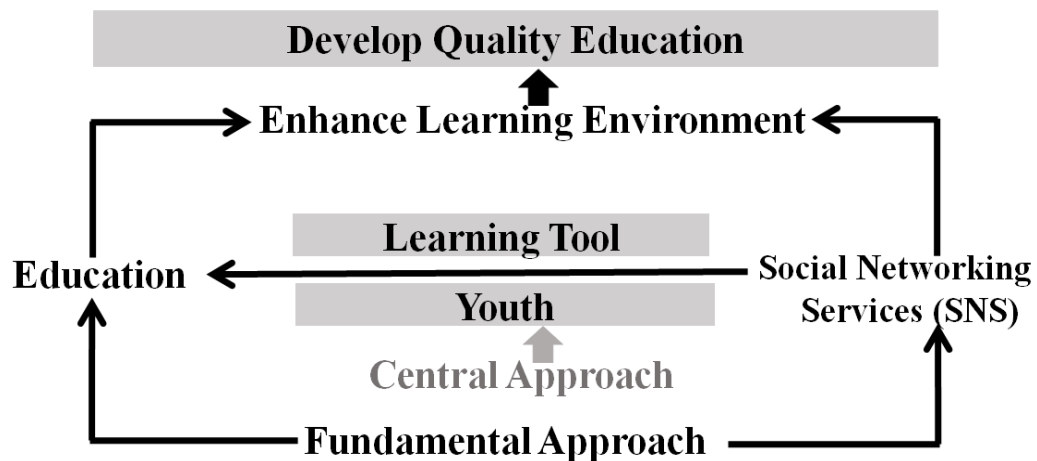 Develop Quality Education
Enhance Learning Environment
Learning Tool
Education
Social Networking
Services (SNS)
Youth
Central Approach
Fundamental Approach